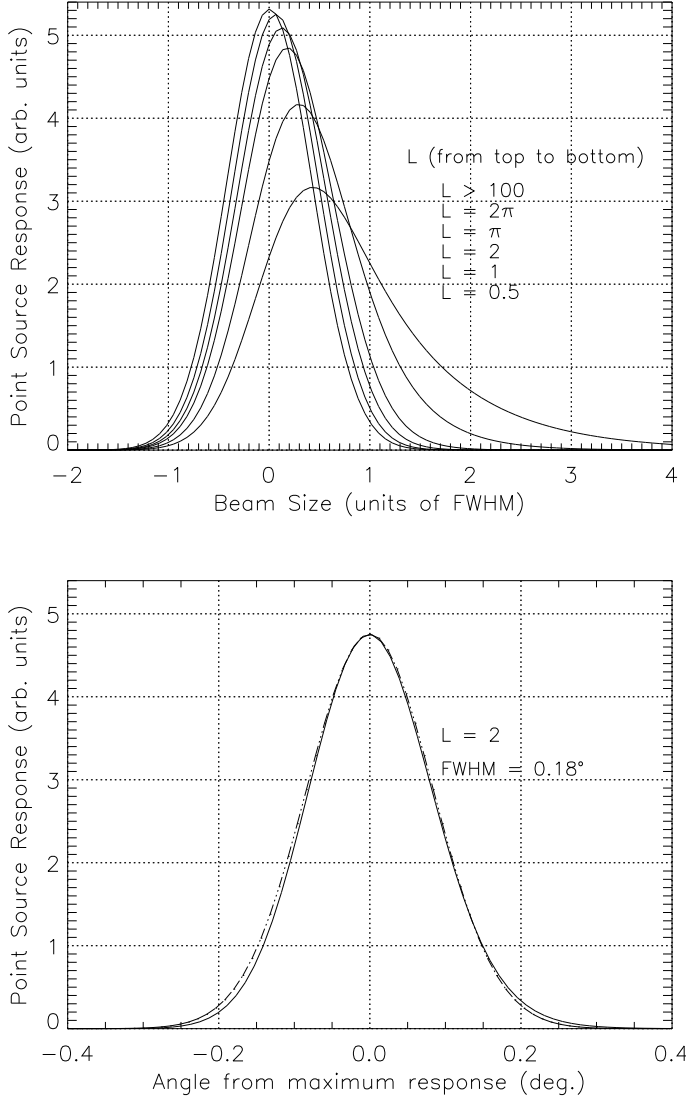 5
4
3
2
1
0
Point Source Response (arb. units)
L (from top to bottom)
L > 100
L = 2π
L = π
L = 2
L = 1
L = 0.5
−2 −1 0 1 2 3 4
Beam Size (units of FWHM)
5
4
3
2
1
0
Point Source Response (arb. units)
L = 2
FWHM = 0.18°
−0.4 −0.2 0.0 0.2 0.4
Angle from maximum response (deg.)